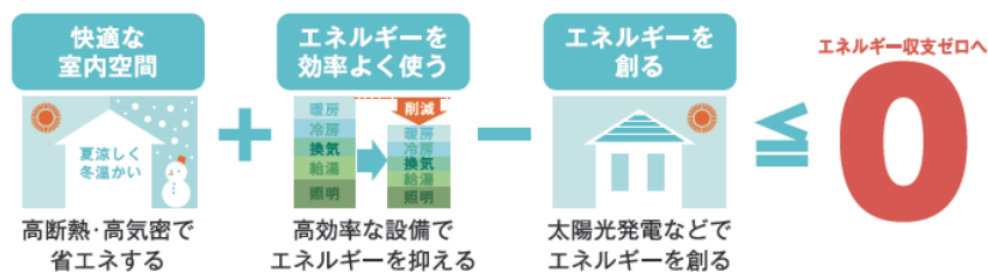 快適な
室内空間
夏涼しく
冬温かい
高断熱・高気密で
省エネする
＋
エネルギーを
効率よく使う
暖房
冷房
換気
給湯
照明
削減
暖房
冷房
換気
給湯
照明
高効率な設備で
エネルギーを抑える
－
エネルギーを
創る
太陽光発電などで
エネルギーを創る
≦
エネルギー収支ゼロへ
0